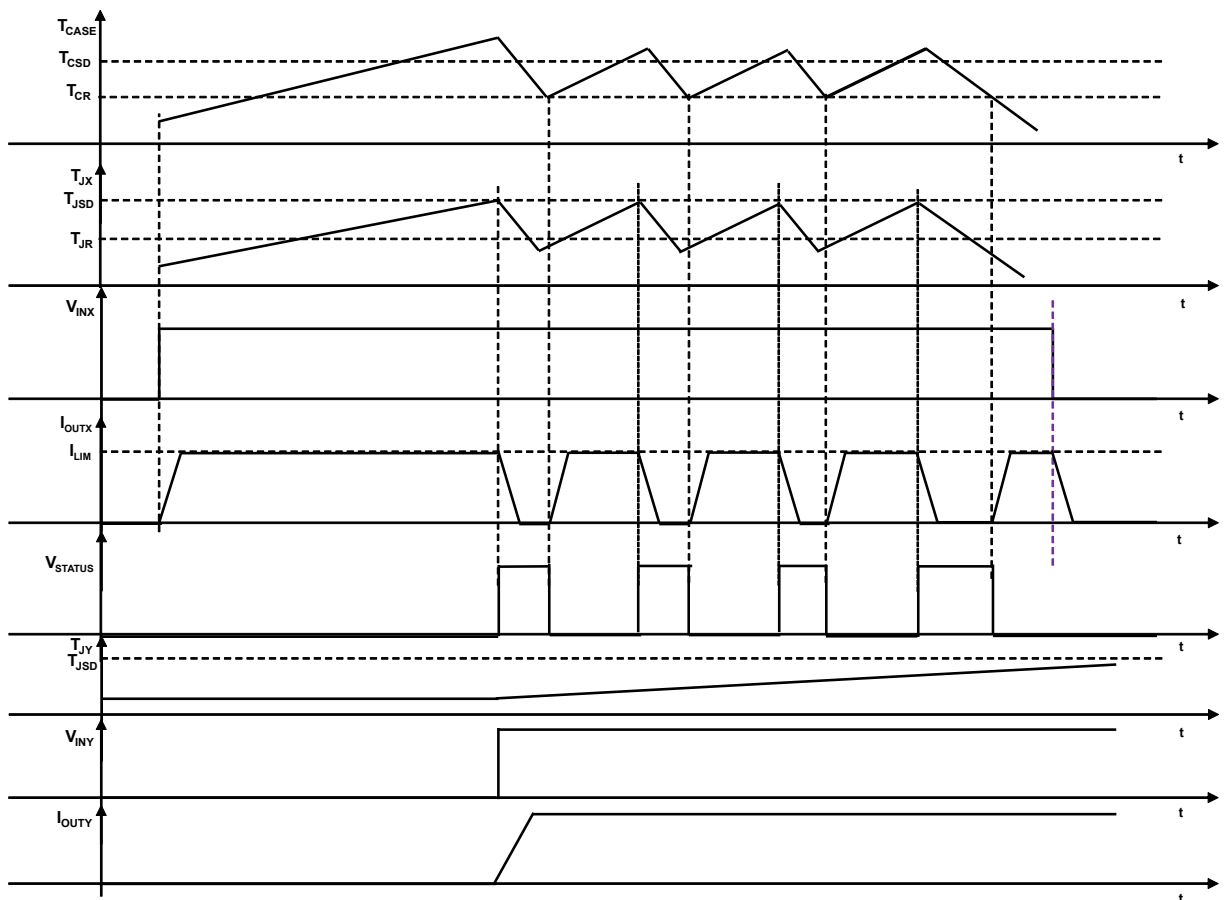 TCASE
TCSD
TCR
t
TJX
TJSD
TJR
t
VINX
t
IOUTX
ILIM
t
VSTATUS
t
TJY
TJSD
t
VINY
t
IOUTY
t